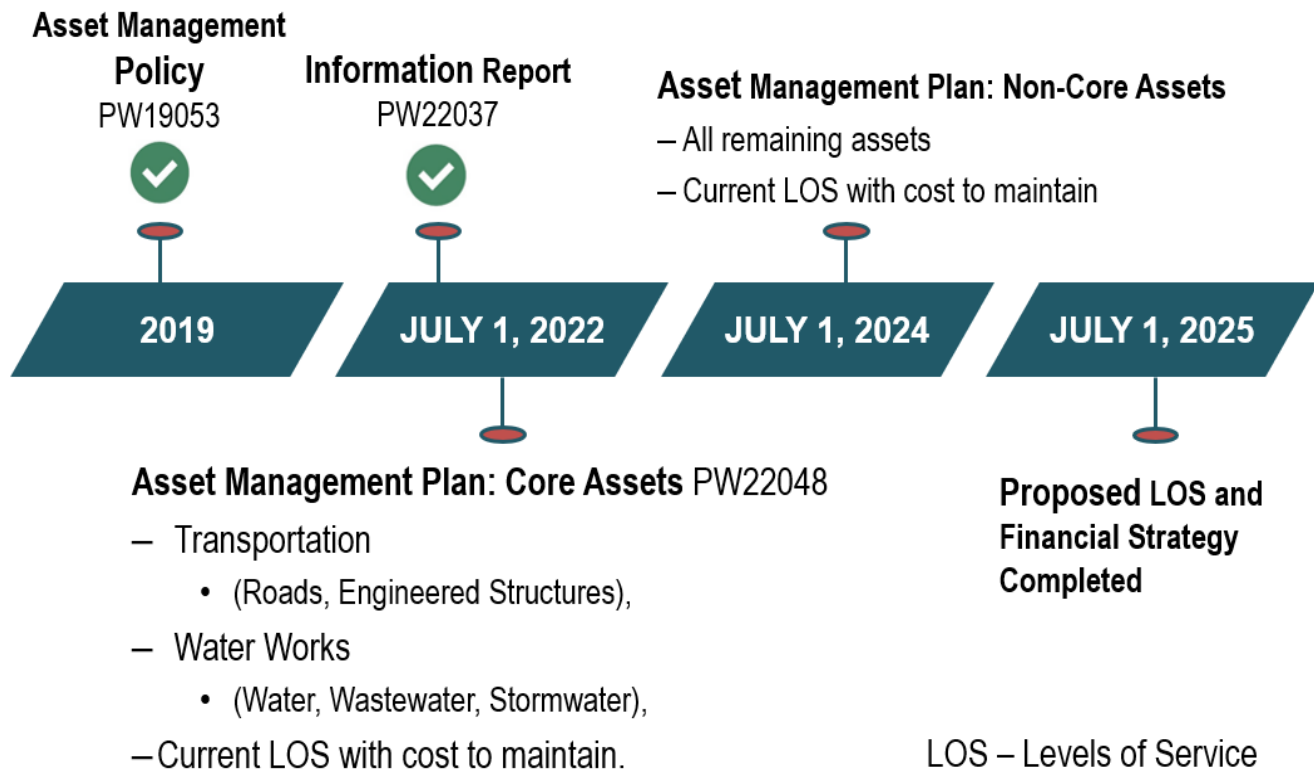 Asset Management
Policy
PW19053
Information Report
PW22037
Asset Management Plan: Non-Core Assets
– All remaining assets
– Current LOS with cost to maintain
2019
JULY 1, 2022
JULY 1, 2024
JULY 1, 2025
Asset Management Plan: Core Assets PW22048
– Transportation
• (Roads, Engineered Structures),
– Water Works
• (Water, Wastewater, Stormwater),
– Current LOS with cost to maintain.
Proposed LOS and
Financial Strategy
Completed
LOS – Levels of Service